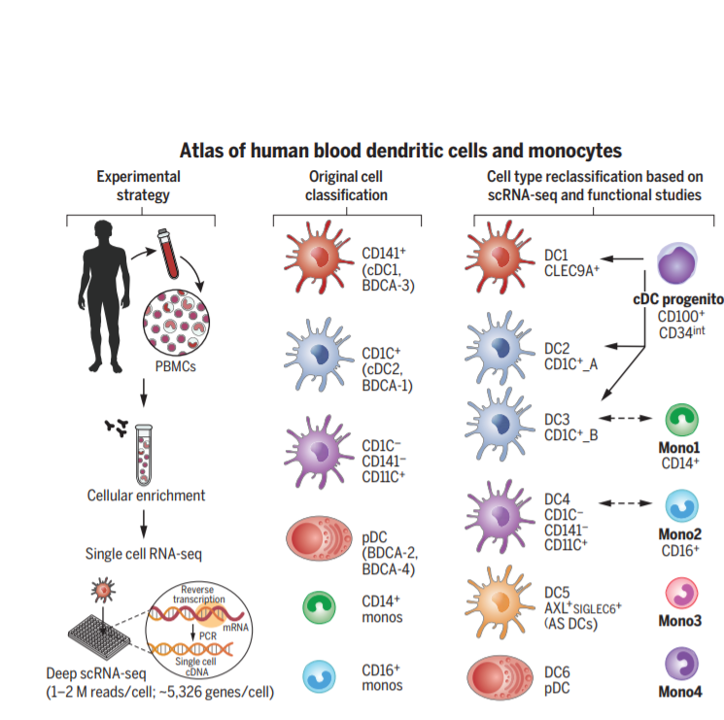 Atlas of human blood dendritic cells and monocytes
Experimental
strategy
PBMCs
Cellular enrichment
Single cell RNA-seq
Reverse
transcription
mRNA
PCR
Single cell
cDNA
Deep scRNA-seq
(1–2 M reads/cell; ~5,326 genes/cell)
Original cell
classification
CD141+
(cDC1,
BDCA-3)
CD1C+
(cDC2,
BDCA-1)
CD1C−
CD141−
CD11C+
pDC
(BDCA-2,
BDCA-4)
CD14+
monos
CD16+
monos
Cell type reclassification based on
scRNA-seq and functional studies
DC1
CLEC9A+
cDC progenito
CD100+
CD34int
DC2
CD1C+_A
DC3
CD1C+_B
Mono1
CD14+
DC4
CD1C−
CD141−
CD11C+
Mono2
CD16+
DC5
AXL+SIGLEC6+
(AS DCs)
Mono3
DC6
pDC
Mono4